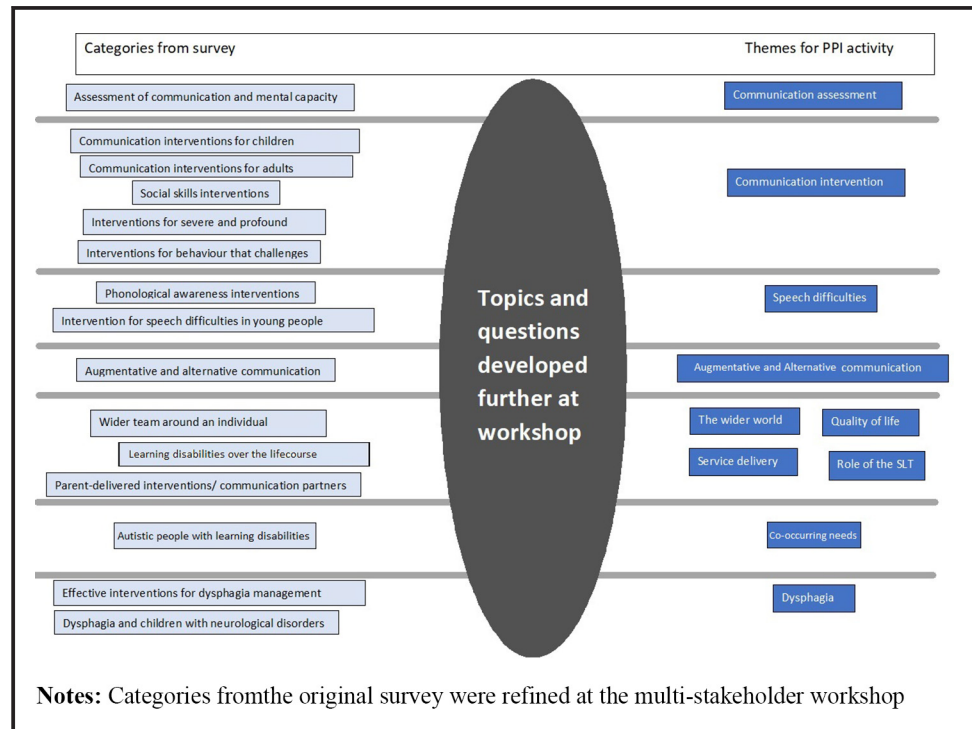 Categories from survey
Themes for PPI activity
Assessment of communication and mental capacity
Communication assessment
Communication interventions for children
Communication interventions for adults
Social skills interventions
Interventions for severe and profound
Interventions for behaviour that challenges
Communication intervention
Phonological awareness interventions
Intervention for speech difficulties in young people
Speech difficulties
Augmentative and alternative communication
Augmentative and Alternative communication
Wider team around an individual
Learning disabilities over the lifecourse
Parent-delivered interventions/ communication partners
The wider world
Quality of life
Service delivery
Role of the SLT
Autistic people with learning disabilities
Co-occurring needs
Effective interventions for dysphagia management
Dysphagia and children with neurological disorders
Dysphagia
Topics and
questions
developed
further at
workshop
Notes: Categories fromthe original survey were refined at the multi-stakeholder workshop